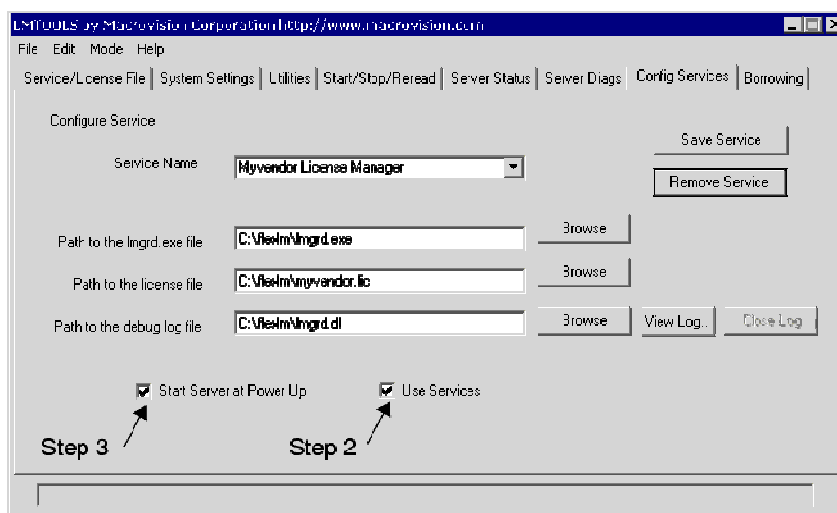 LMTOOLS by Macrovision Corporation http://www.macrovision.com
File Edit Mode Help
Service/License File System Settings Utilities Start/Stop/Reread Server Status Server Diags Config Services Borrowing
Configure Service
Save Service
Service Name Myvendor License Manager
Remove Service
Path to the lmgrd.exe file C:\flexlm\lmgrd.exe Browse
Path to the license file C:\flexlm\myvendor.lic Browse
Path to the debug log file C:\flexlm\lmgrd.dl Browse View Log.. Close Log
Start Server at Power Up Use Services
Step 3 Step 2